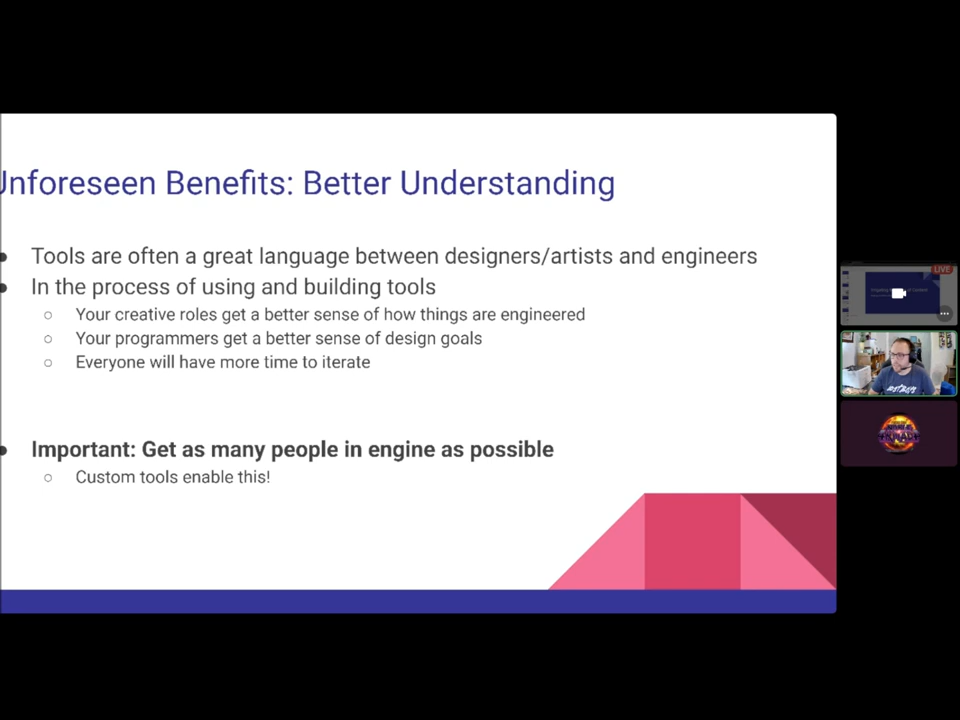 Unforeseen Benefits: Better Understanding
Tools are often a great language between designers/artists and engineers
In the process of using and building tools
Your creative roles get a better sense of how things are engineered
Your programmers get a better sense of design goals
Everyone will have more time to iterate
Important: Get as many people in engine as possible
Custom tools enable this!
LIVE